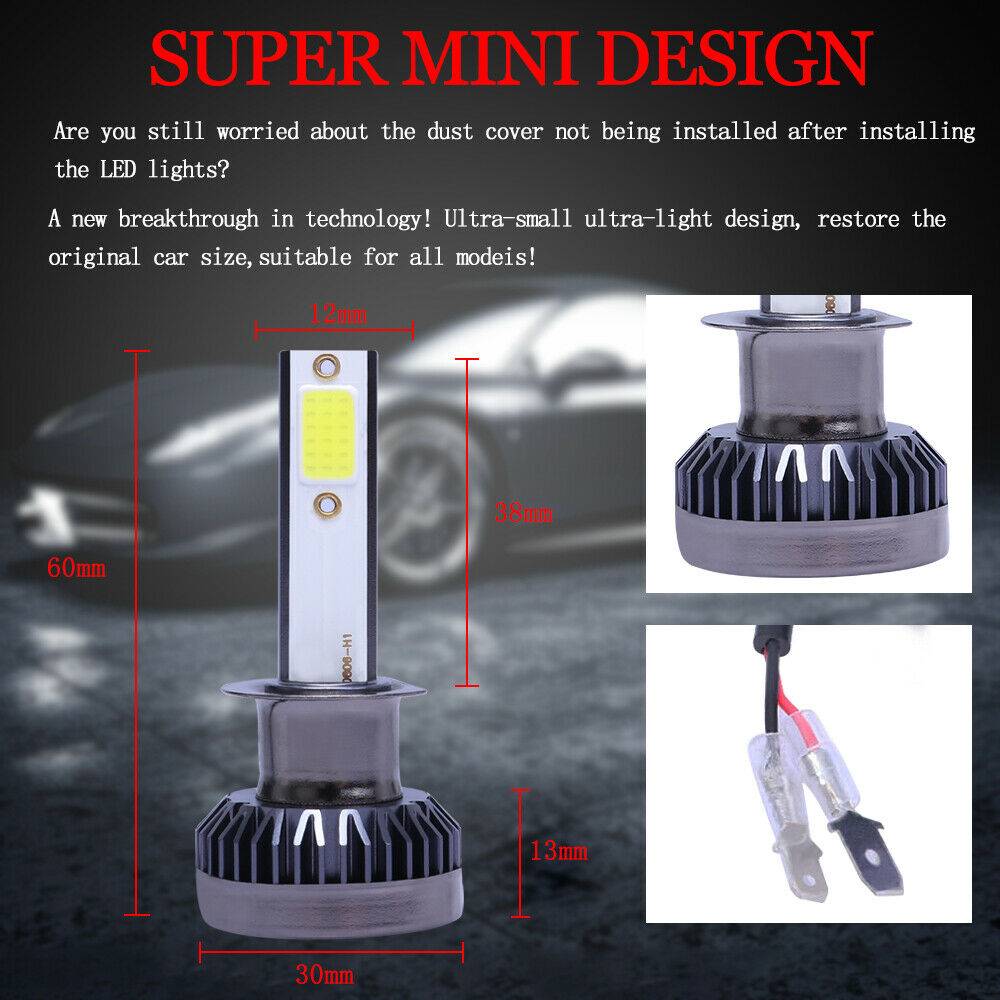 SUPER MINI DESIGN
Are you still worried about the dust cover not being installed after installing
the LED lights?
A new breakthrough in technology! Ultra-small ultra-light design, restore the
original car size,suitable for all modeis!
12mm
60mm
38mm
0606-H1
13mm
30mm